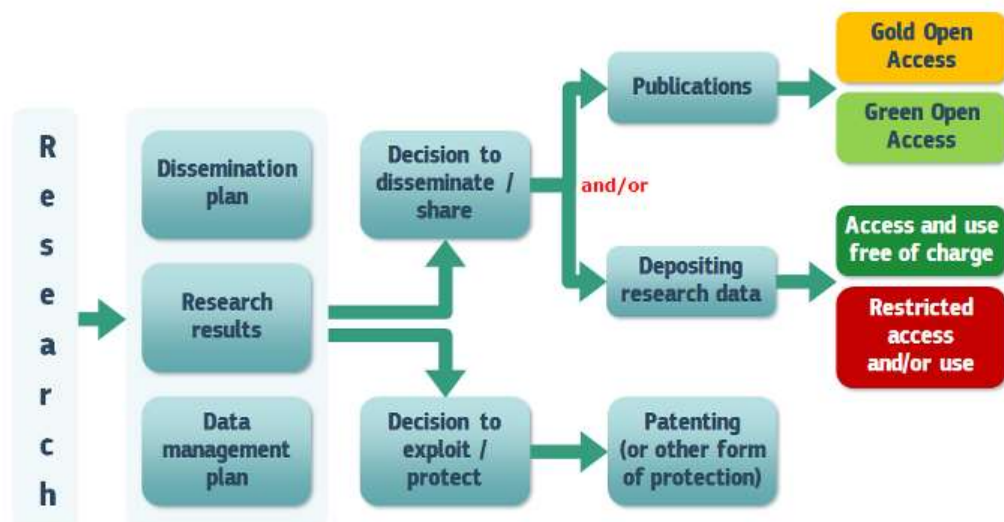 Research
Dissemination
plan
Research
results
Data
management
plan
Decision to
disseminate /
share
Decision to
exploit /
protect
and/or
Publications
Depositing
research data
Patenting
(or other form
of protection)
Gold Open
Access
Green Open
Access
Access and use
free of charge
Restricted
access
and/or use